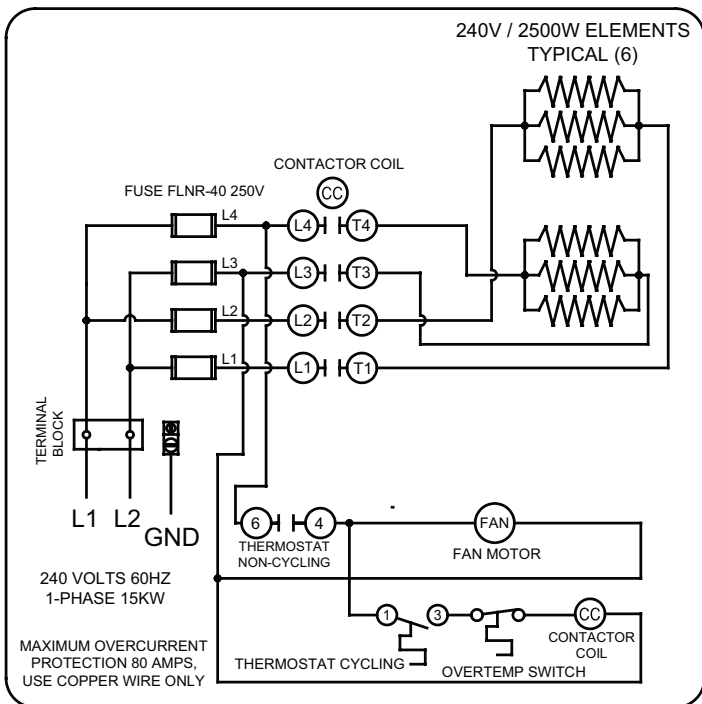 240V / 2500W ELEMENTS
TYPICAL (6)
CONTACTOR COIL
CC
FUSE FLNR-40 250V
L4
L4
T4
L3
L3
T3
L2
L2
T2
L1
L1
T1
TERMINAL
BLOCK
L1
L2
GND
6
4
THERMOSTAT
NON-CYCLING
FAN
FAN MOTOR
240 VOLTS 60HZ
1-PHASE 15KW
1
3
CC
CONTACTOR
COIL
MAXIMUM OVERCURRENT
PROTECTION 80 AMPS,
USE COPPER WIRE ONLY
THERMOSTAT CYCLING
OVERTEMP SWITCH